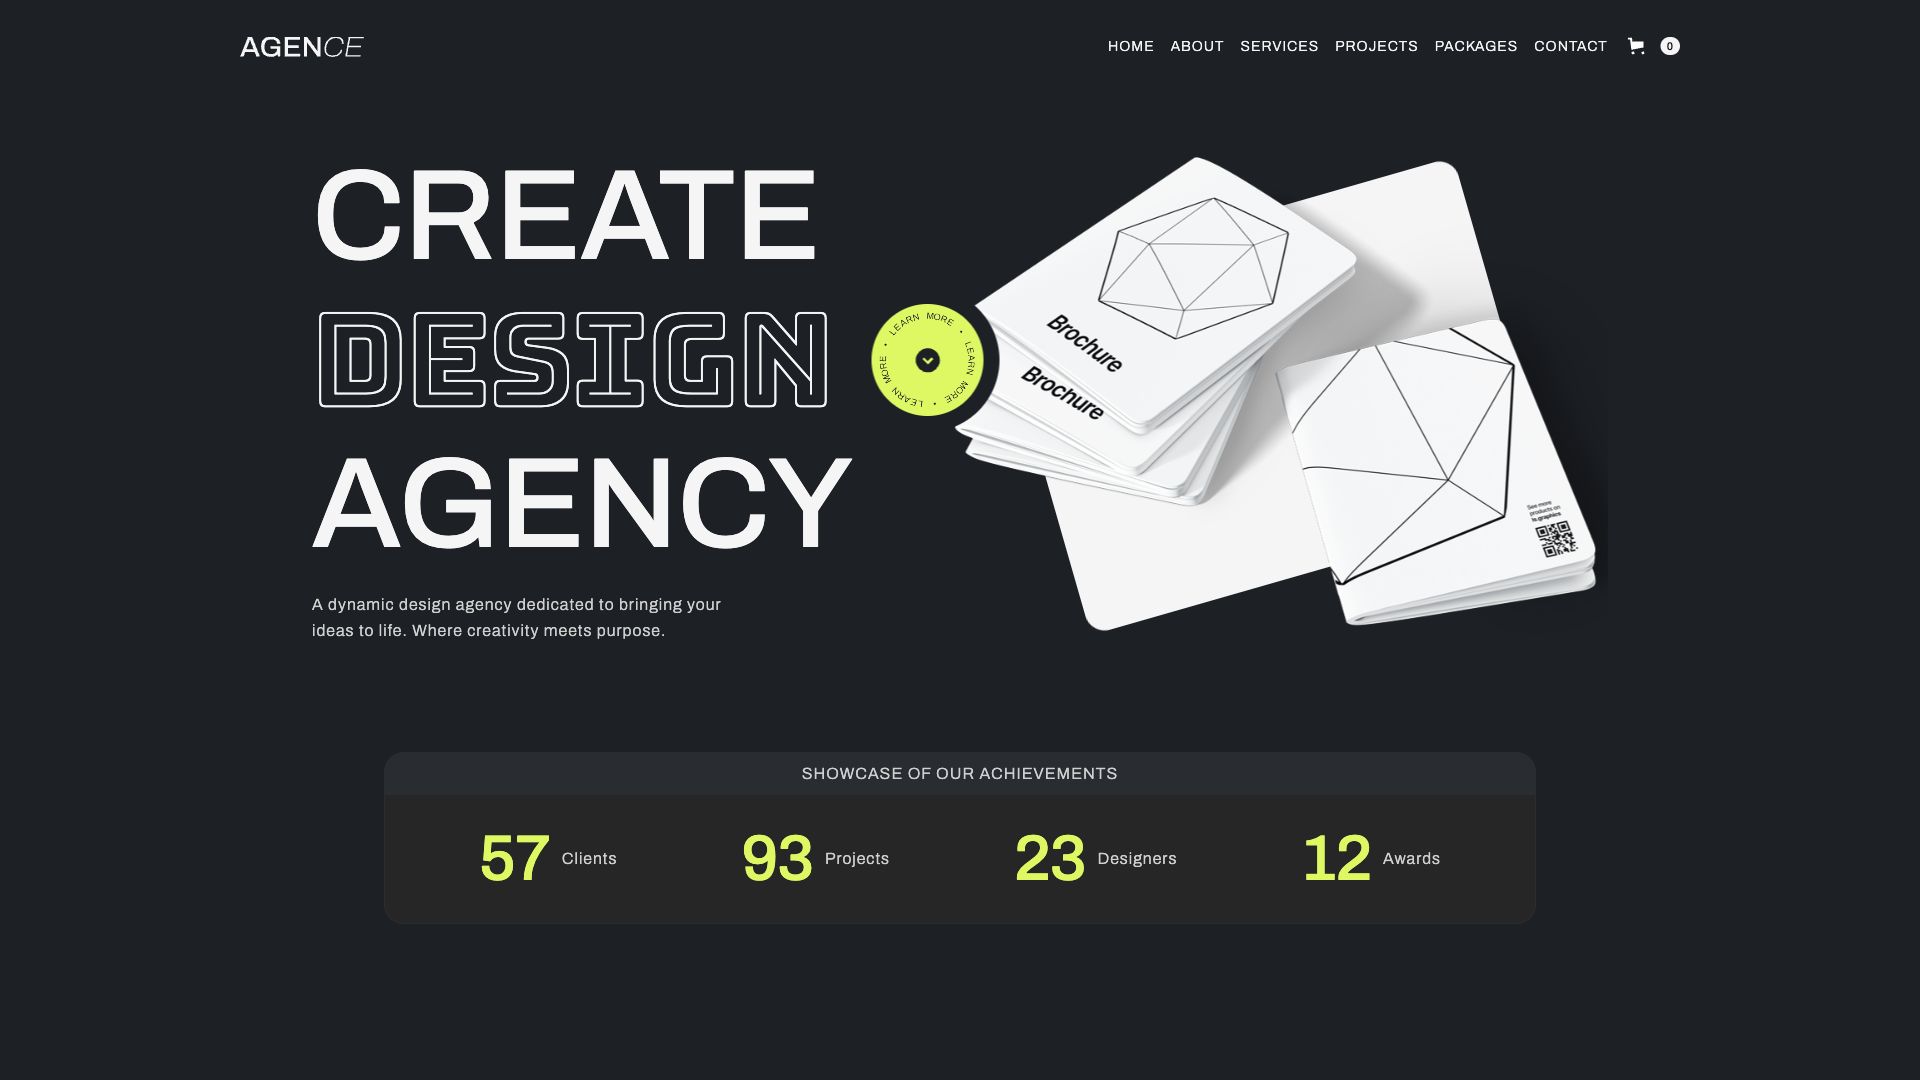 AGENCE
HOME ABOUT SERVICES PROJECTS PACKAGES CONTACT 0
CREATE
DESIGN
AGENCY
LEARN MORE • LEARN MORE • LEARN MORE •
Brochure
Brochure
See more
products on
ls.graphics
A dynamic design agency dedicated to bringing your
ideas to life. Where creativity meets purpose.
SHOWCASE OF OUR ACHIEVEMENTS
57 Clients
93 Projects
23 Designers
12 Awards